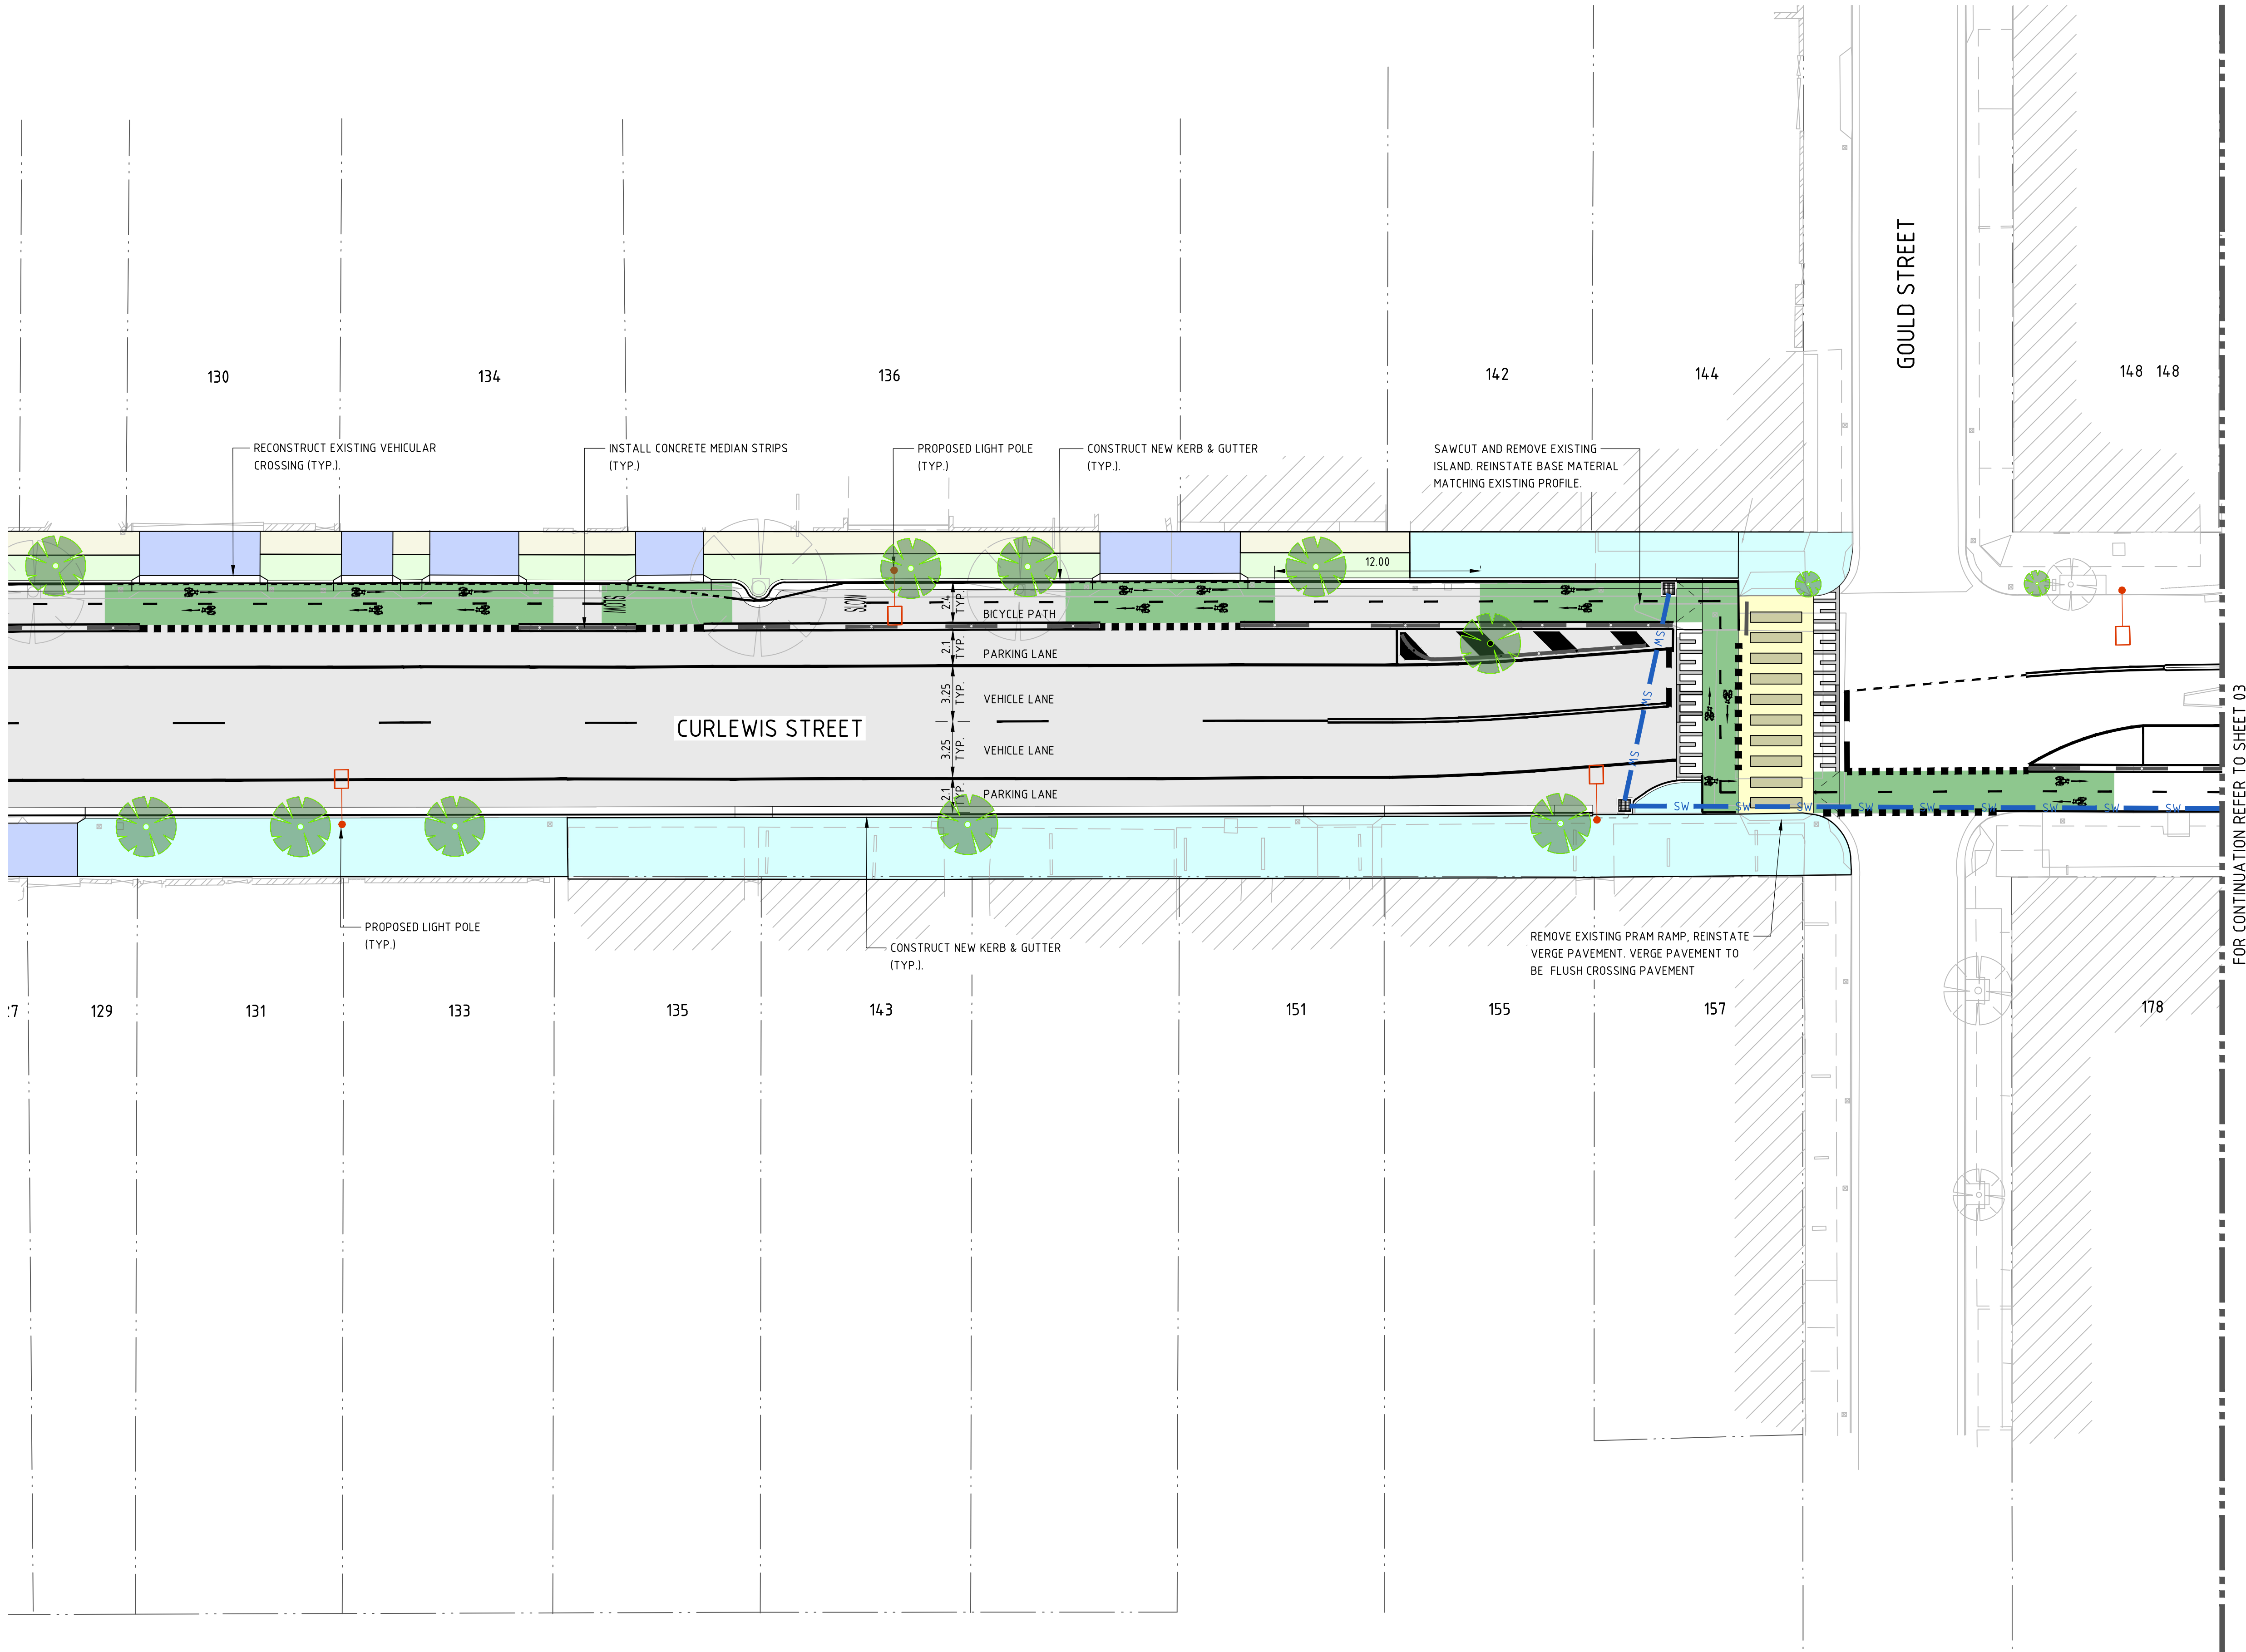 GOULD STREET
130
134
136
142
144
148 148
RECONSTRUCT EXISTING VEHICULAR
CROSSING (TYP.).
INSTALL CONCRETE MEDIAN STRIPS
(TYP.)
PROPOSED LIGHT POLE
(TYP.)
CONSTRUCT NEW KERB & GUTTER
(TYP.).
SAWCUT AND REMOVE EXISTING
ISLAND. REINSTATE BASE MATERIAL
MATCHING EXISTING PROFILE.
12.00
SLOW
SLOW
2.4
TYP.
BICYCLE PATH
2.1
TYP.
PARKING LANE
3.25
TYP.
VEHICLE LANE
CURLEWIS STREET
3.25
TYP.
VEHICLE LANE
2.1
TYP.
PARKING LANE
SW
SW
SW
SW SW SW SW SW SW SW SW SW
FOR CONTINUATION REFER TO SHEET 03
PROPOSED LIGHT POLE
(TYP.)
CONSTRUCT NEW KERB & GUTTER
(TYP.).
REMOVE EXISTING PRAM RAMP, REINSTATE
VERGE PAVEMENT. VERGE PAVEMENT TO
BE FLUSH CROSSING PAVEMENT
129
131
133
135
143
151
155
157
178